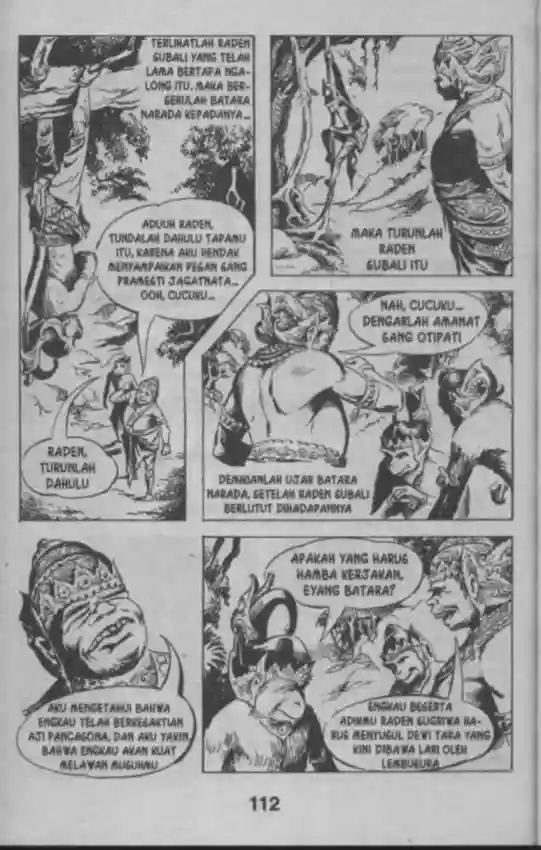 TERLIHATLAH RADEN
SUBALI YANG TELAH
LAMA BERTAPA NGA-
LONG ITU. MAKA BER-
SERULAH BATARA
NARADA KEPADANYA...
ADUUH RADEN,
TUNDALAH DAHULU TAPAMU
ITU, KARENA AKU HENDAK
MENYAMPAIKAN PESAN SANG
PRAMESTI JAGATNATA...
OOH, CUCUKU...
RADEN,
TURUNLAH
DAHULU
MAKA TURUNLAH
RADEN
SUBALI ITU
NAH, CUCUKU...
DENGARLAH AMANAT
SANG OTIPATI
DEMIKIANLAH UJAR BATARA
NARADA, SETELAH RADEN SUBALI
BERLUTUT DIHADAPANNYA
AKU MENGETAHUI BAHWA
ENGKAU TELAH BERKESAKTIAN
AJI PANCASONA, DAN AKU YAKIN
BAHWA ENGKAU AKAN KUAT
MELAWAN MUSUHMU
APAKAH YANG HARUS
HAMBA KERJAKAN,
EYANG BATARA?
ENGKAU BESERTA
ADIKMU RADEN SUGRIWA HA-
RUS MENYUSUL DEWI TARA YANG
KINI DIBAWA LARI OLEH
LEMBUSURA
112